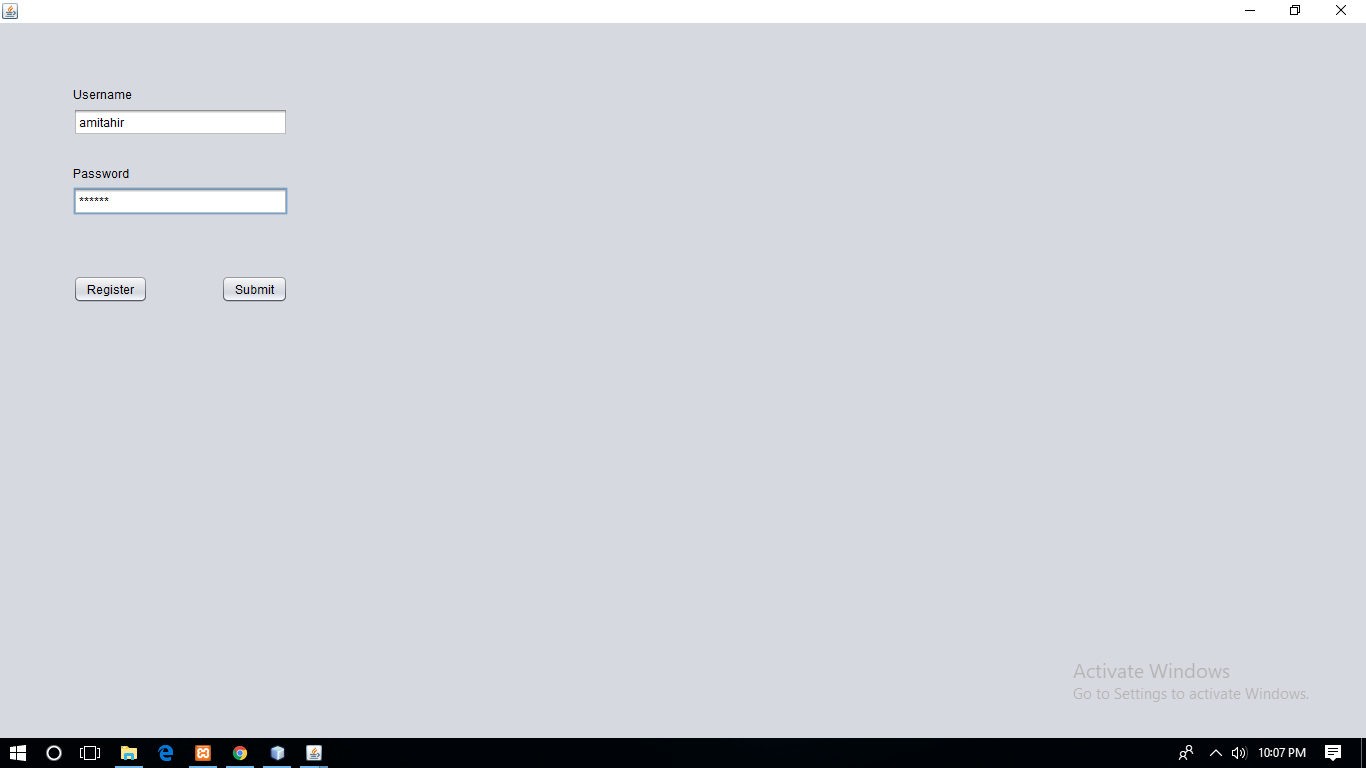 Username
amitahir
Password
******
Register Submit
Activate Windows
Go to Settings to activate Windows.
10:07 PM